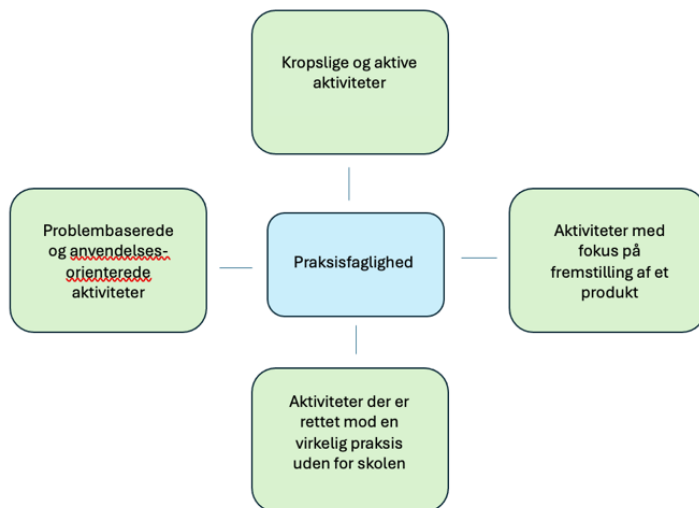 Kropslige og aktive
aktiviteter
Problembaserede
og anvendelses-
orienterede
aktiviteter
Praksisfaglighed
Aktiviteter med
fokus på
fremstilling af et
produkt
Aktiviteter der er
rettet mod en
virkelig praksis
uden for skolen